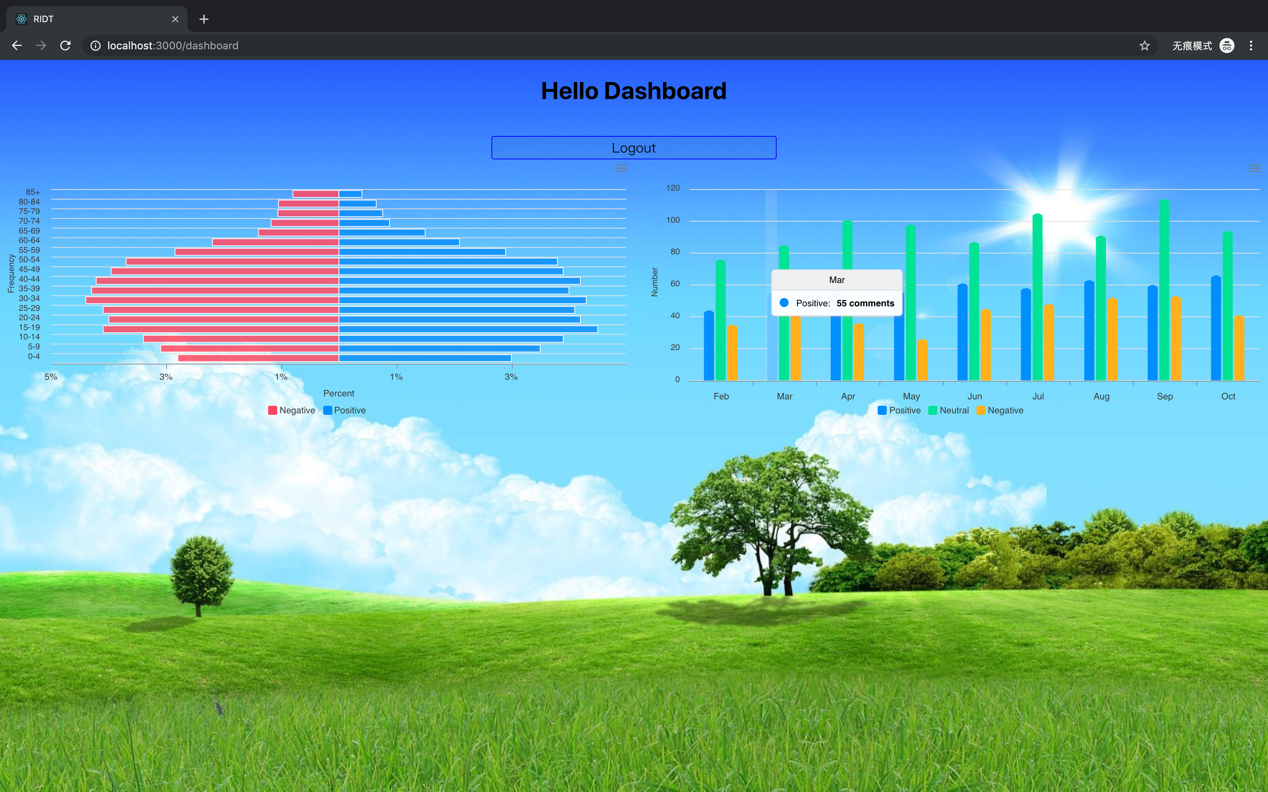 RIDT
localhost:3000/dashboard
无痕模式
Hello Dashboard
Logout
85+
80-84
75-79
70-74
65-69
60-64
55-59
50-54
45-49
40-44
35-39
30-34
25-29
20-24
15-19
10-14
5-9
0-4
Frequency
5% 3% 1% 1% 3%
Percent
Negative Positive
120
100
80
60
40
20
0
Number
Mar
Positive: 55 comments
Feb Mar Apr May Jun Jul Aug Sep Oct
Positive Neutral Negative